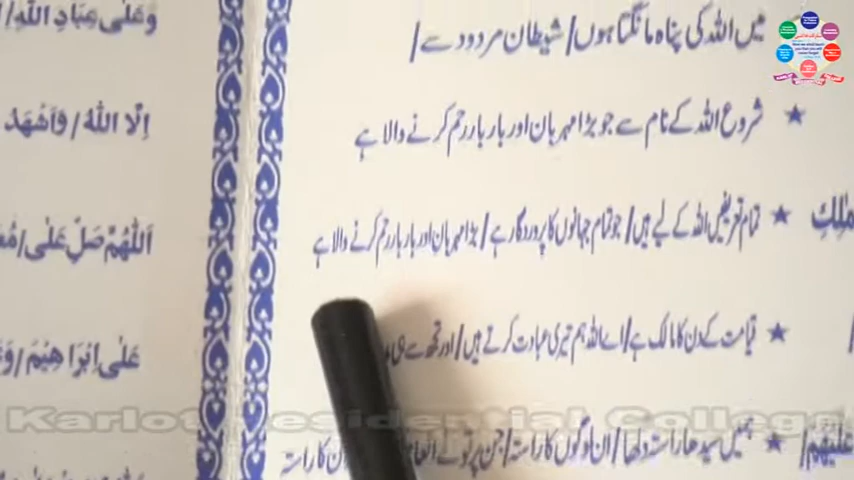 میں اللہ کی پناہ مانگتا ہوں/ شیطان مردود سے/
★ شروع اللہ کے نام سے جو بڑا مہربان اور بار بار رحم کرنے والا ہے
★ تمام تعریفیں اللہ کے لیے ہیں/ جو تمام جہانوں کا پروردگار ہے/ بڑا مہربان اور بار بار رحم کرنے والا ہے
★ قیامت کے دن کا مالک ہے/ اے اللہ ہم تیری عبادت کرتے ہیں/ اور تجھ سے ہی
★ ہمیں سیدھا راستہ دکھا/ ان لوگوں کا راستہ/ جن پر تو نے
کا راستہ
مٰلِكِ
عَلَيْهِمْ/
وَعَلٰى عِبَادِ اللّٰهِ
اِلَّا اللّٰهُ/ وَاَشْهَدُ
اَللّٰهُمَّ صَلِّ عَلٰى/
عَلٰى اِبْرَاهِيْمَ/
Karlot Residential College